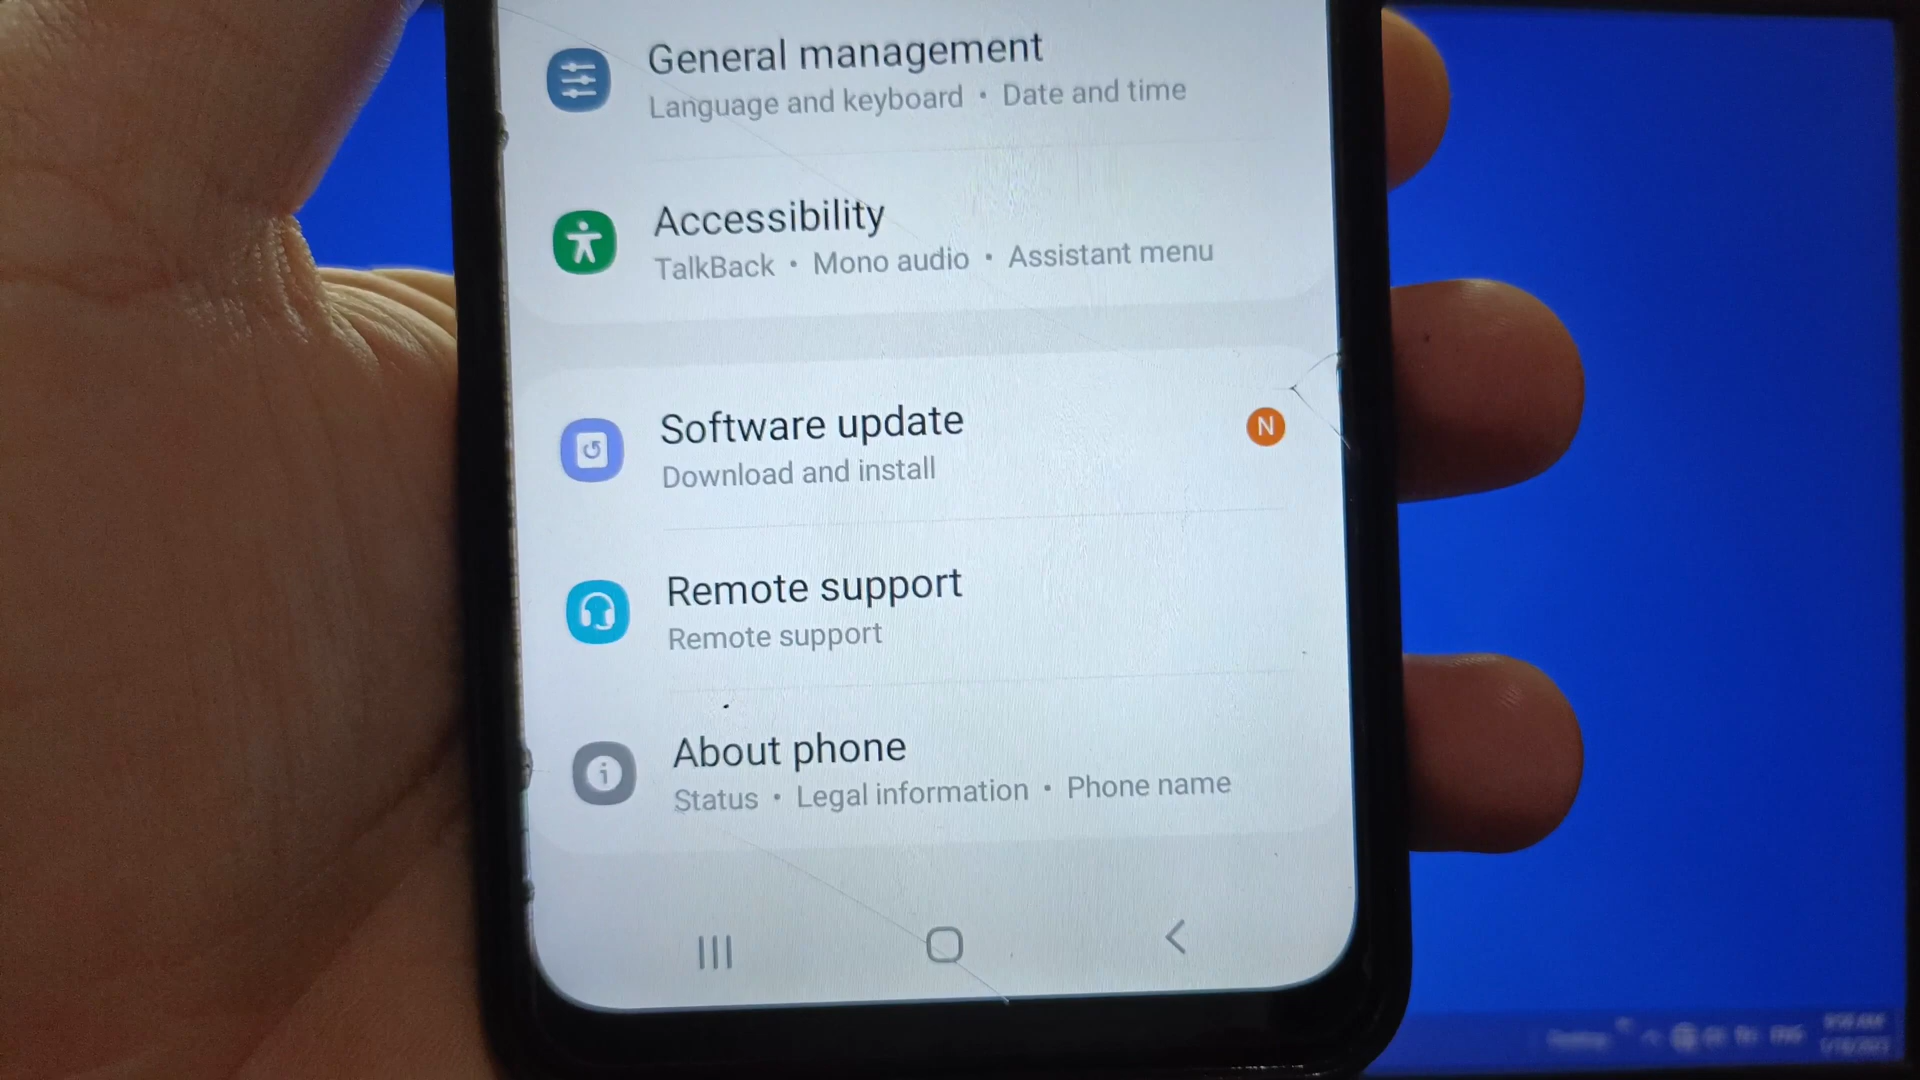 General management
Language and keyboard • Date and time
Accessibility
TalkBack • Mono audio • Assistant menu
Software update
N
Download and install
Remote support
Remote support
About phone
Status • Legal information • Phone name
ENG